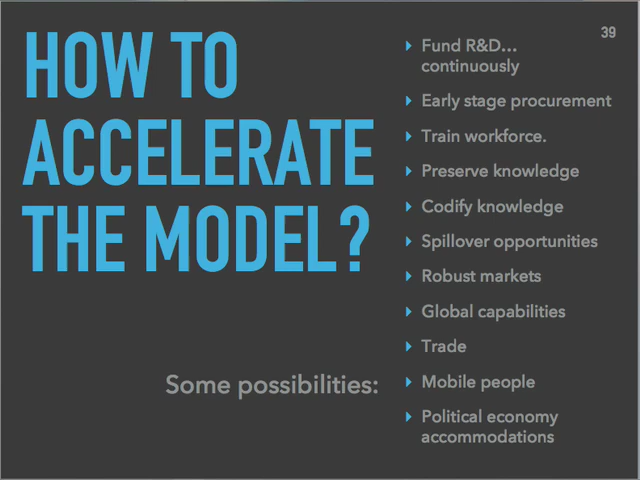 39
HOW TO
ACCELERATE
THE MODEL?
Some possibilities:
Fund R&D...
continuously
Early stage procurement
Train workforce.
Preserve knowledge
Codify knowledge
Spillover opportunities
Robust markets
Global capabilities
Trade
Mobile people
Political economy
accommodations